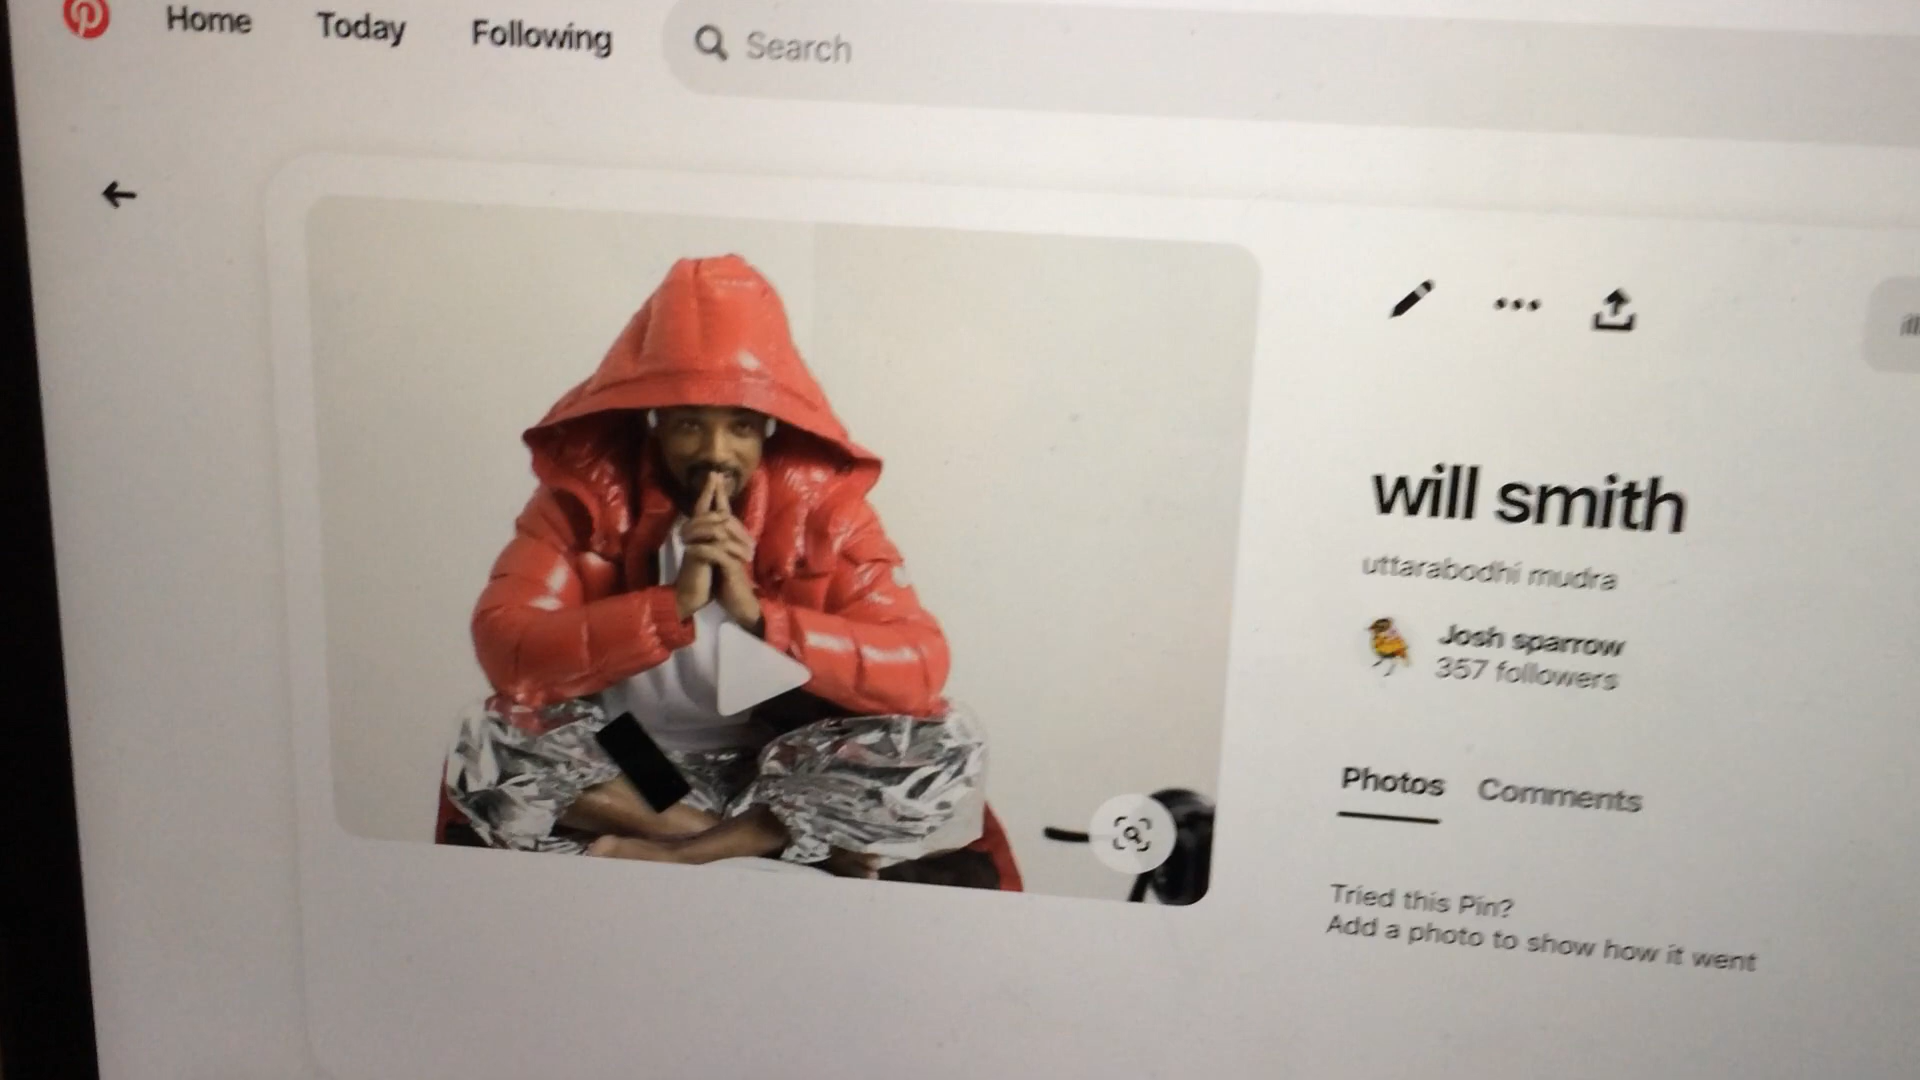 Home Today Following Search
will smith
uttarabodhi mudra
Josh sparrow
357 followers
Photos Comments
Tried this Pin?
Add a photo to show how it went